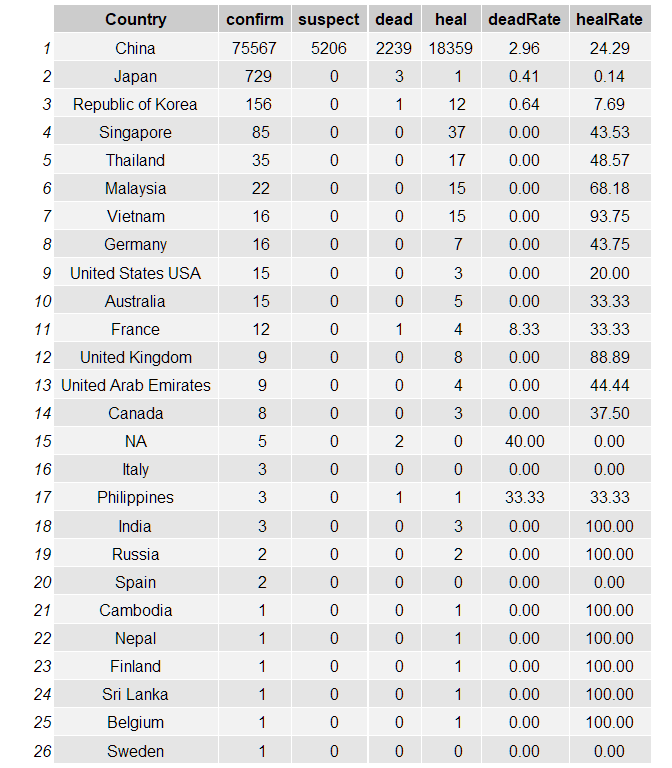 Country confirm suspect dead heal deadRate healRate
1 China 75567 5206 2239 18359 2.96 24.29
2 Japan 729 0 3 1 0.41 0.14
3 Republic of Korea 156 0 1 12 0.64 7.69
4 Singapore 85 0 0 37 0.00 43.53
5 Thailand 35 0 0 17 0.00 48.57
6 Malaysia 22 0 0 15 0.00 68.18
7 Vietnam 16 0 0 15 0.00 93.75
8 Germany 16 0 0 7 0.00 43.75
9 United States USA 15 0 0 3 0.00 20.00
10 Australia 15 0 0 5 0.00 33.33
11 France 12 0 1 4 8.33 33.33
12 United Kingdom 9 0 0 8 0.00 88.89
13 United Arab Emirates 9 0 0 4 0.00 44.44
14 Canada 8 0 0 3 0.00 37.50
15 NA 5 0 2 0 40.00 0.00
16 Italy 3 0 0 0 0.00 0.00
17 Philippines 3 0 1 1 33.33 33.33
18 India 3 0 0 3 0.00 100.00
19 Russia 2 0 0 2 0.00 100.00
20 Spain 2 0 0 0 0.00 0.00
21 Cambodia 1 0 0 1 0.00 100.00
22 Nepal 1 0 0 1 0.00 100.00
23 Finland 1 0 0 1 0.00 100.00
24 Sri Lanka 1 0 0 1 0.00 100.00
25 Belgium 1 0 0 1 0.00 100.00
26 Sweden 1 0 0 0 0.00 0.00